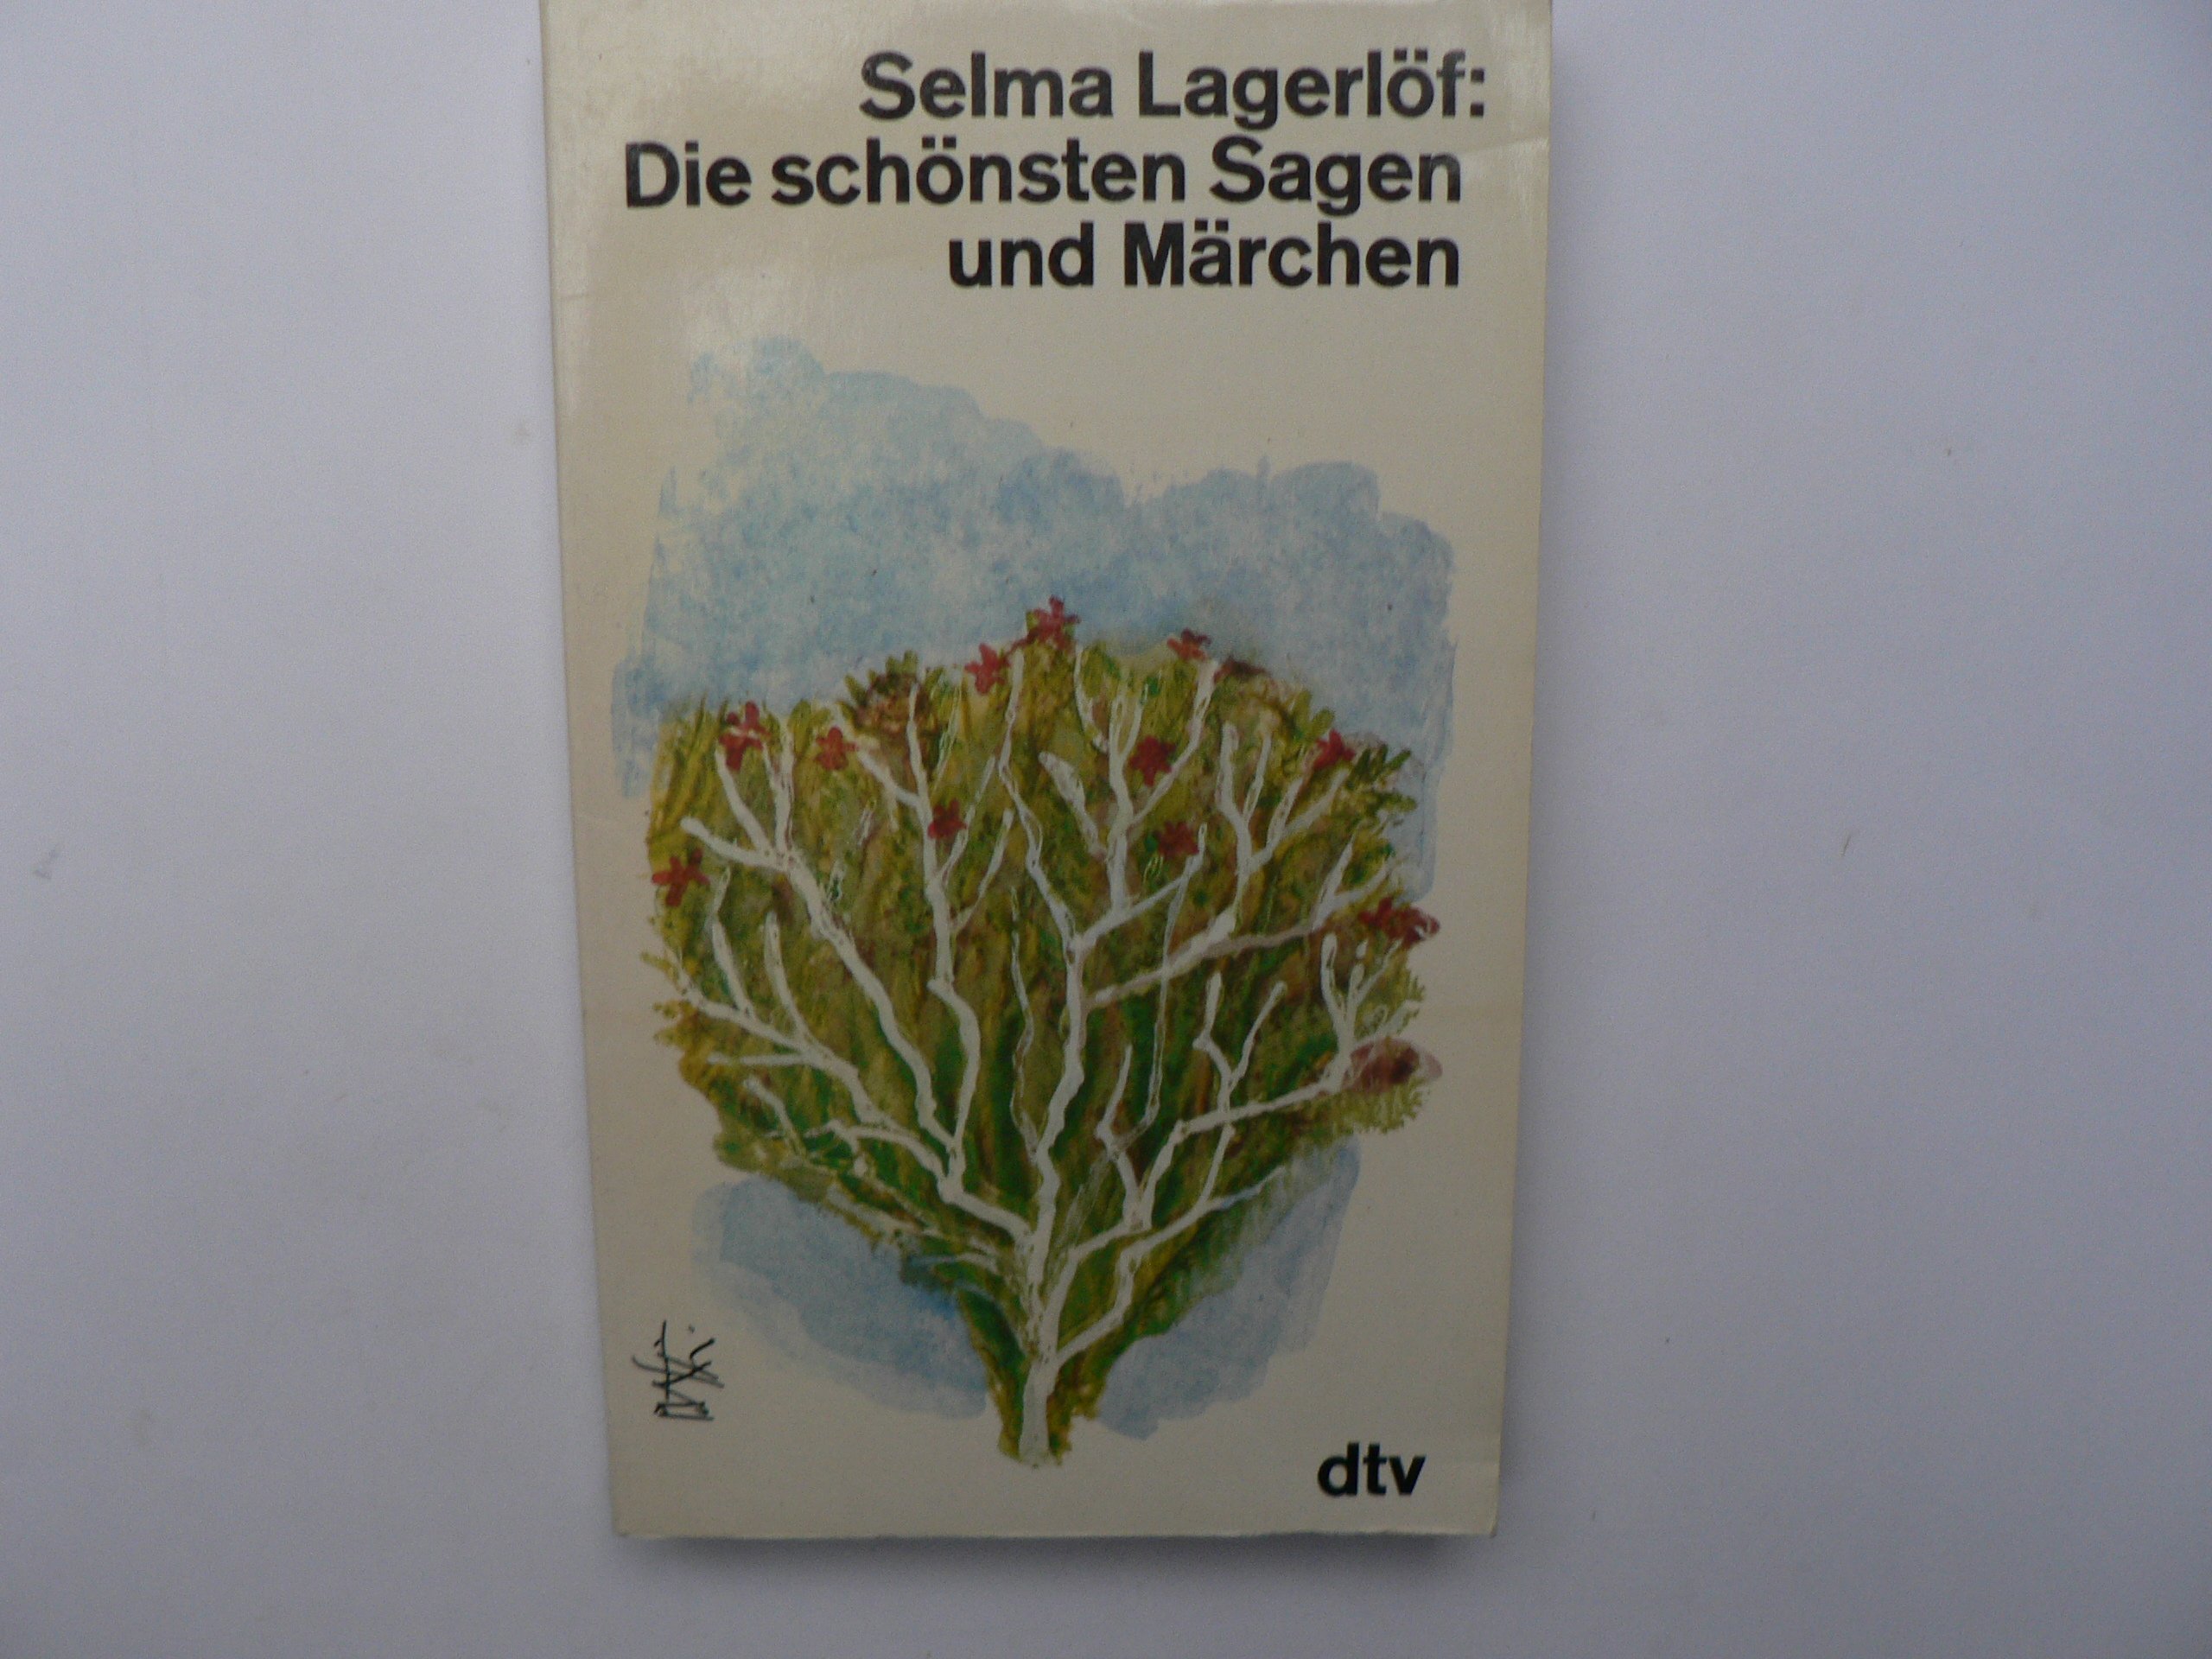 Selma Lagerlöf:
Die schönsten Sagen
und Märchen
dtv